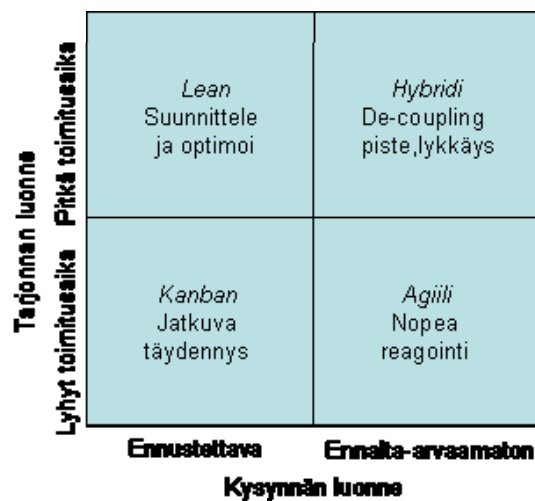 Tarjonnan luonne
Pitkä toimitusaika
Lean
Suunnittele
ja optimoi
Hybridi
De-coupling
piste,lykkäys
Lyhyt toimitusaika
Kanban
Jatkuva
täydennys
Agiili
Nopea
reagointi
Ennustettava
Ennalta-arvaamaton
Kysynnän luonne